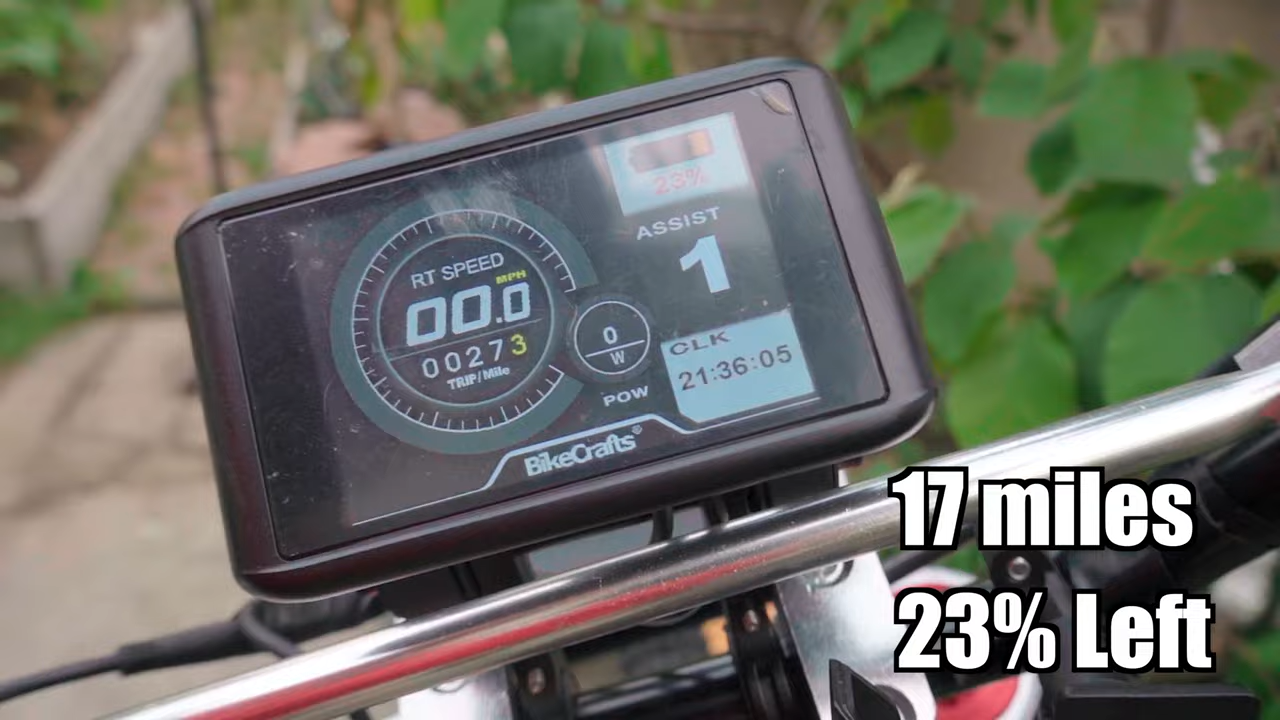 23%
ASSIST
1
RT SPEED
MPH
00.0
00273
TRIP/Mile
0
W
POW
CLK
21:36:05
BikeCrafts®
17 miles
23% Left